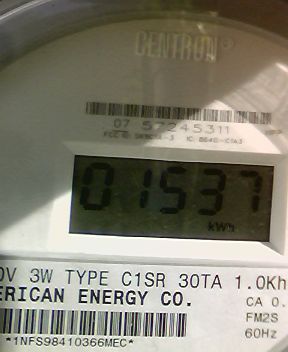 CENTRON®
07 57245311
01537
kWh
0V 3W TYPE C1SR 30TA 1.0Kh
ERICAN ENERGY CO.
CA 0.
FM2S
60Hz
*1NFS98410366MEC*